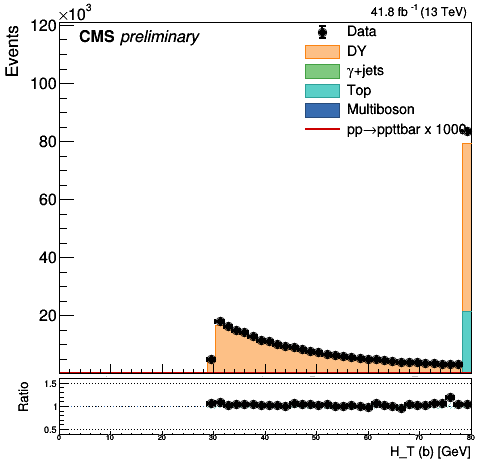 ×10³
41.8 fb⁻¹ (13 TeV)
Events
120
100
80
60
40
20
CMS preliminary
Data
DY
γ+jets
Top
Multiboson
pp→ppttbar x 1000
Ratio
1.5
1
0.5
0 10 20 30 40 50 60 70 80
H_T (b) [GeV]